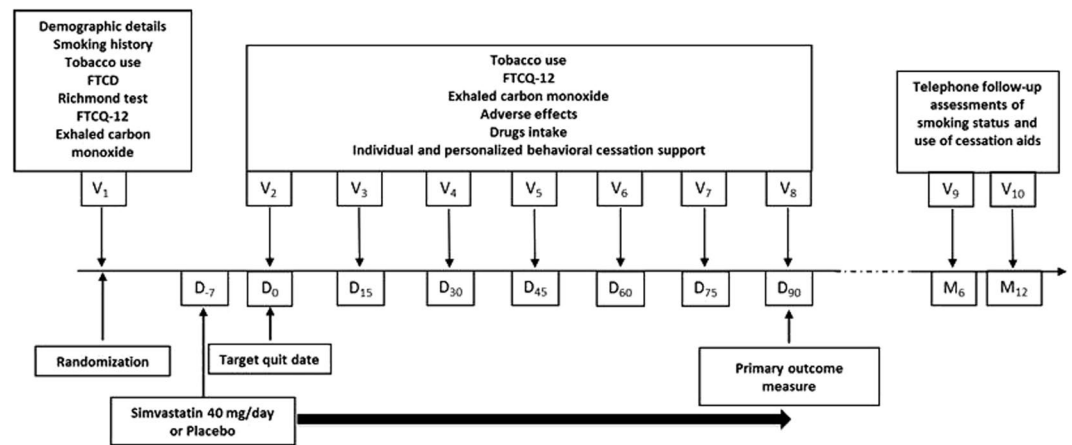 Demographic details
Smoking history
Tobacco use
FTCD
Richmond test
FTCQ-12
Exhaled carbon
monoxide
Tobacco use
FTCQ-12
Exhaled carbon monoxide
Adverse effects
Drugs intake
Individual and personalized behavioral cessation support
Telephone follow-up
assessments of
smoking status and
use of cessation aids
V1 V2 V3 V4 V5 V6 V7 V8 V9 V10
D-7 D0 D15 D30 D45 D60 D75 D90 M6 M12
Randomization
Target quit date
Primary outcome
measure
Simvastatin 40 mg/day
or Placebo